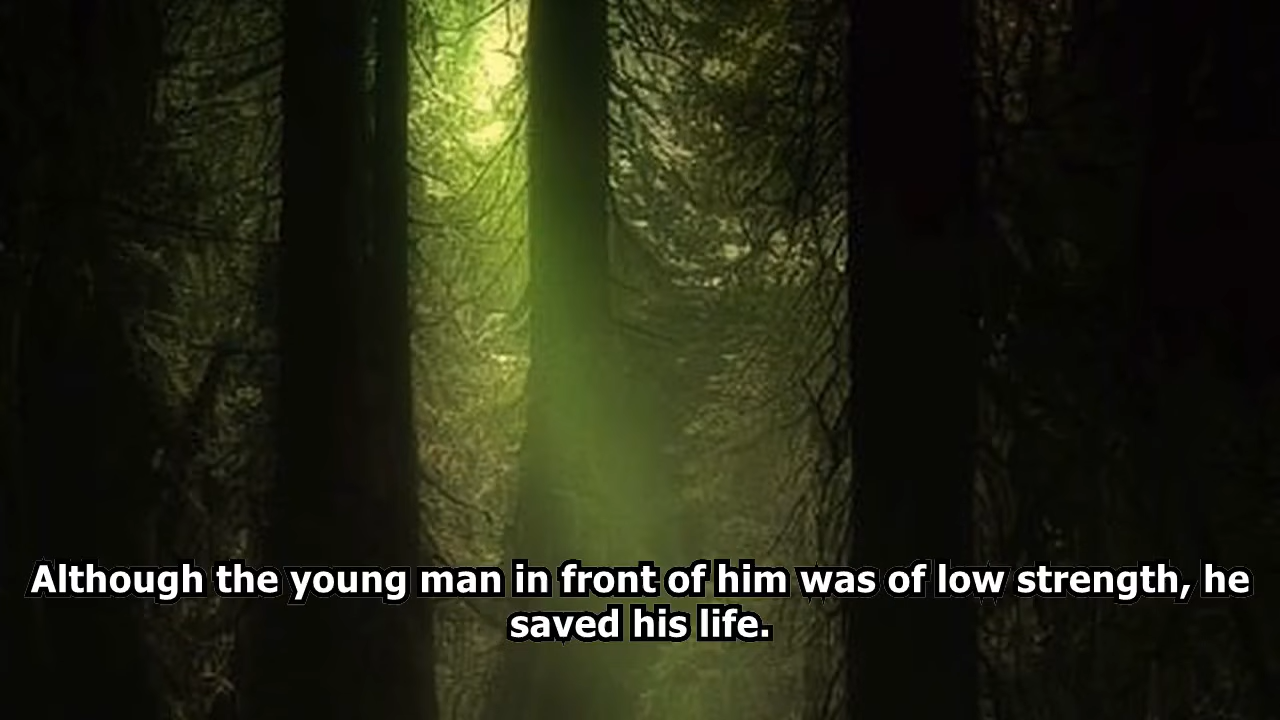 Although the young man in front of him was of low strength, he
saved his life.